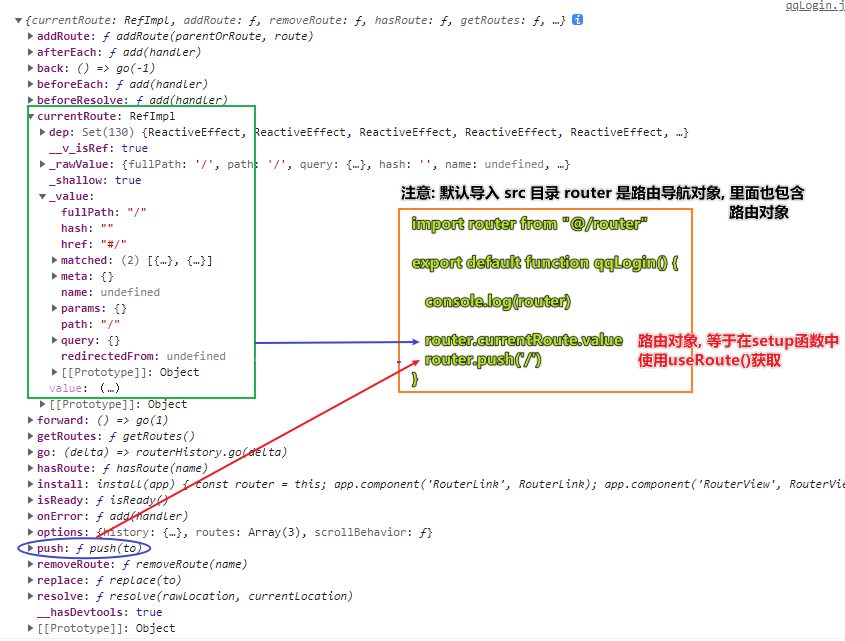 qqLogin.j
{currentRoute: RefImpl, addRoute: ƒ, removeRoute: ƒ, hasRoute: ƒ, getRoutes: ƒ, …} i
addRoute: ƒ addRoute(parentOrRoute, route)
afterEach: ƒ add(handler)
back: () => go(-1)
beforeEach: ƒ add(handler)
beforeResolve: ƒ add(handler)
currentRoute: RefImpl
dep: Set(130) {ReactiveEffect, ReactiveEffect, ReactiveEffect, ReactiveEffect, ReactiveEffect, …}
__v_isRef: true
_rawValue: {fullPath: '/', path: '/', query: {…}, hash: '', name: undefined, …}
_shallow: true
_value:
fullPath: "/"
hash: ""
href: "#/"
matched: (2) [{…}, {…}]
meta: {}
name: undefined
params: {}
path: "/"
query: {}
redirectedFrom: undefined
[[Prototype]]: Object
value: (…)
[[Prototype]]: Object
forward: () => go(1)
getRoutes: ƒ getRoutes()
go: (delta) => routerHistory.go(delta)
hasRoute: ƒ hasRoute(name)
install: install(app) { const router = this; app.component('RouterLink', RouterLink); app.component('RouterView', RouterVie
isReady: ƒ isReady()
onError: ƒ add(handler)
options: {history: {…}, routes: Array(3), scrollBehavior: ƒ}
push: ƒ push(to)
removeRoute: ƒ removeRoute(name)
replace: ƒ replace(to)
resolve: ƒ resolve(rawLocation, currentLocation)
__hasDevtools: true
[[Prototype]]: Object
注意: 默认导入 src 目录 router 是路由导航对象, 里面也包含
路由对象
import router from "@/router"
export default function qqLogin() {
console.log(router)
router.currentRoute.value
router.push('/')
}
路由对象, 等于在setup函数中
使用useRoute()获取